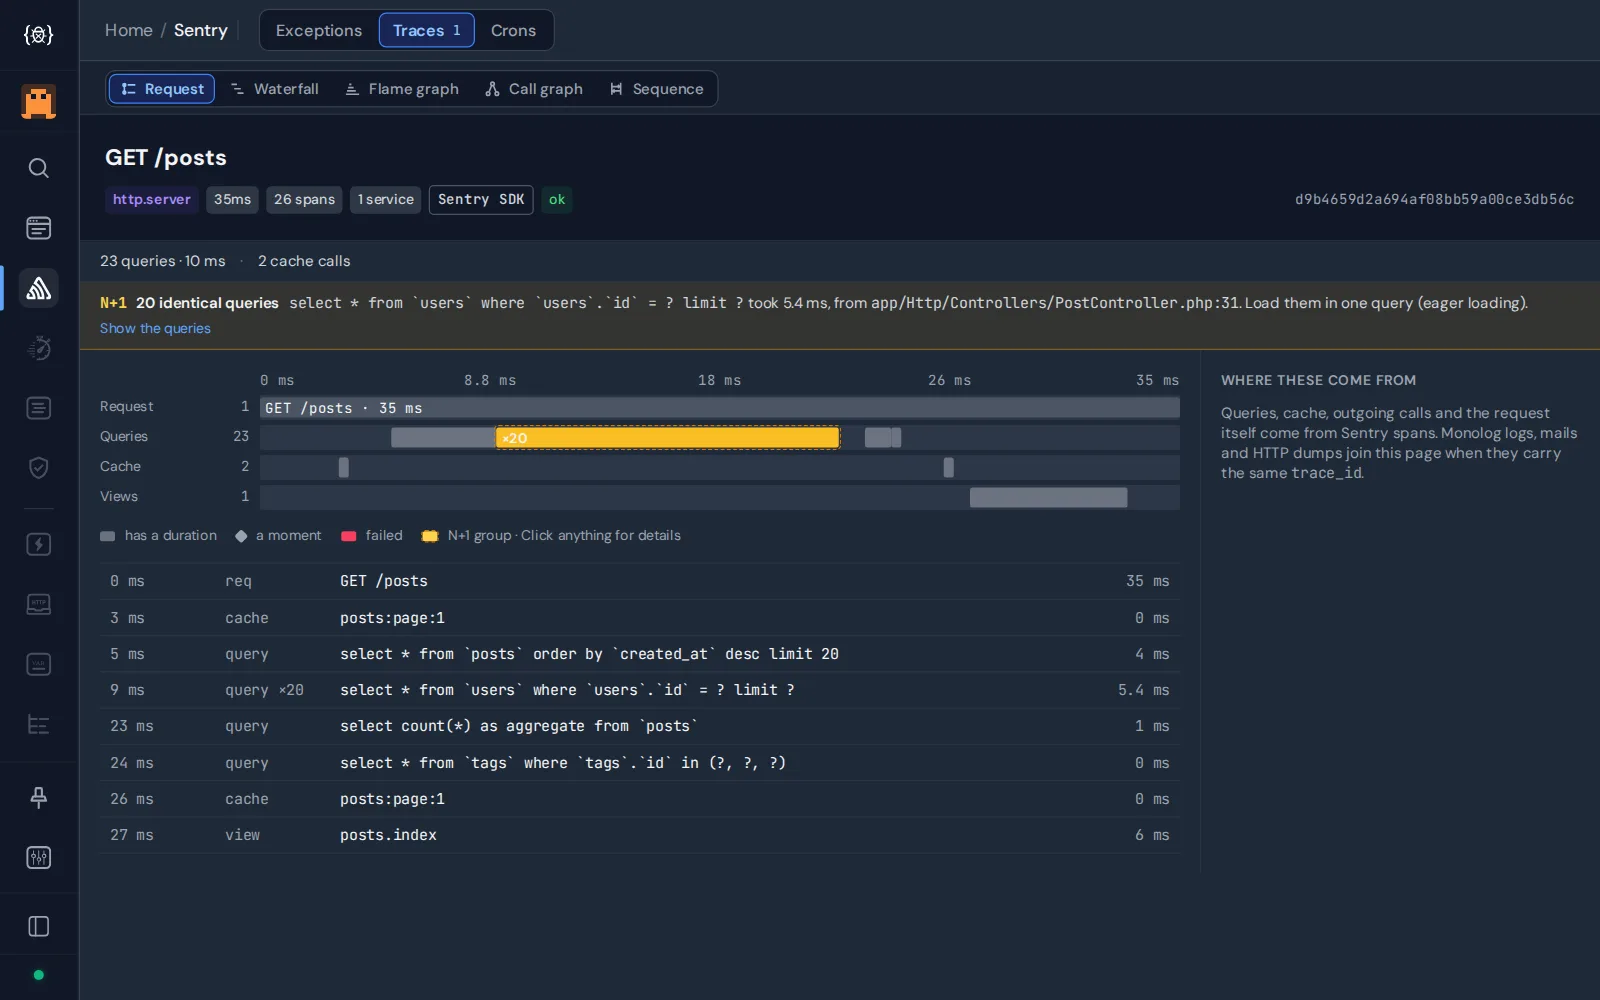 Home / Sentry
Exceptions
Traces 1
Crons
Request
Waterfall
Flame graph
Call graph
Sequence
GET /posts
http.server
35ms
26 spans
1 service
Sentry SDK
ok
d9b4659d2a694af08bb59a00ce3db56c
23 queries · 10 ms · 2 cache calls
N+1 20 identical queries select * from `users` where `users`.`id` = ? limit ? took 5.4 ms, from app/Http/Controllers/PostController.php:31. Load them in one query (eager loading).
Show the queries
0 ms 8.8 ms 18 ms 26 ms 35 ms
Request 1 GET /posts · 35 ms
Queries 23 ×20
Cache 2
Views 1
has a duration a moment failed N+1 group · Click anything for details
0 ms req GET /posts 35 ms
3 ms cache posts:page:1 0 ms
5 ms query select * from `posts` order by `created_at` desc limit 20 4 ms
9 ms query ×20 select * from `users` where `users`.`id` = ? limit ? 5.4 ms
23 ms query select count(*) as aggregate from `posts` 1 ms
24 ms query select * from `tags` where `tags`.`id` in (?, ?, ?) 0 ms
26 ms cache posts:page:1 0 ms
27 ms view posts.index 6 ms
WHERE THESE COME FROM
Queries, cache, outgoing calls and the request
itself come from Sentry spans. Monolog logs, mails
and HTTP dumps join this page when they carry
the same trace_id.